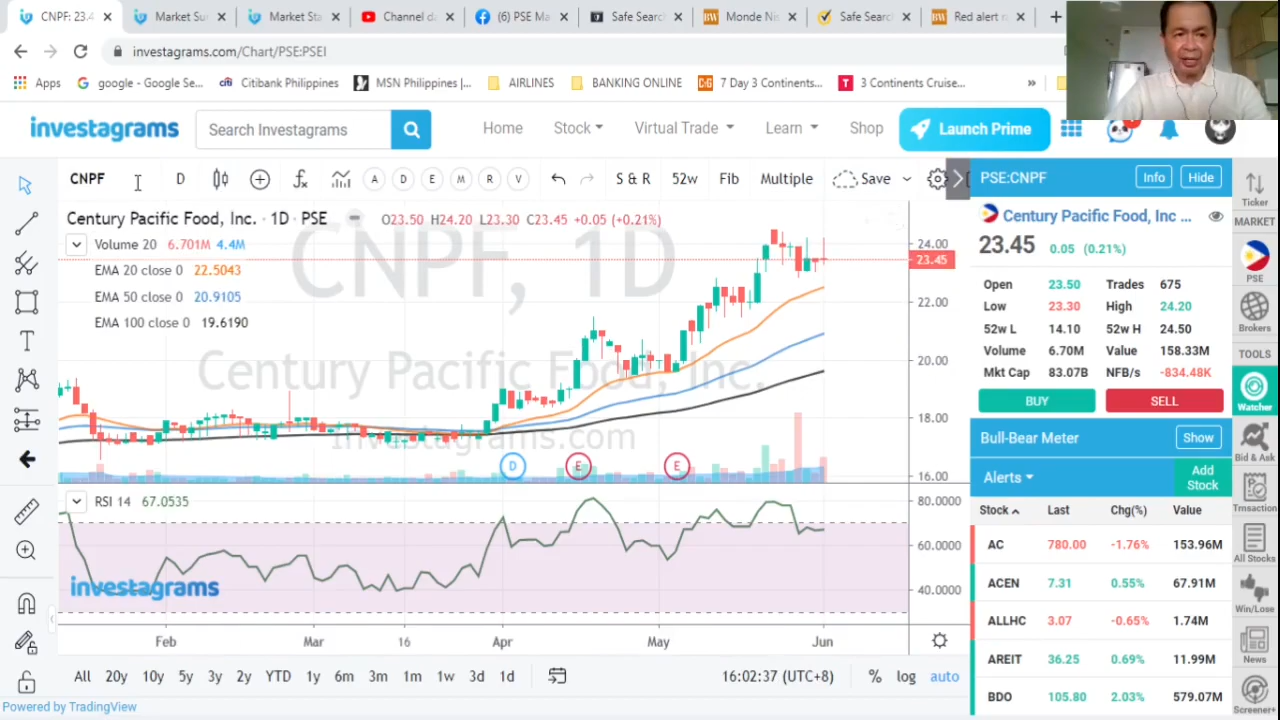 CNPF: 23.4
Market Su
Market Sta
Channel da
(6) PSE Ma
Safe Searc
Monde Nis
Safe Searc
Red alert r
investagrams.com/Chart/PSE:PSEI
Apps
google - Google Se...
Citibank Philippines
MSN Philippines |...
AIRLINES
BANKING ONLINE
7 Day 3 Continents...
3 Continents Cruise...
»
investagrams
Search Investagrams
Home
Stock
Virtual Trade
Learn
Shop
Launch Prime
CNPF
D
A D E M R V
S & R
52w
Fib
Multiple
Save
PSE:CNPF
Info
Hide
Century Pacific Food, Inc. · 1D · PSE
O23.50 H24.20 L23.30 C23.45 +0.05 (+0.21%)
Volume 20 6.701M 4.4M
EMA 20 close 0 22.5043
EMA 50 close 0 20.9105
EMA 100 close 0 19.6190
CNPF, 1D
Century Pacific Food, Inc.
Investagrams.com
24.00
23.45
22.00
20.00
18.00
16.00
D
E
E
RSI 14 67.0535
80.0000
60.0000
40.0000
investagrams
Feb Mar 16 Apr May Jun
All 20y 10y 5y 3y 2y YTD 1y 6m 3m 1m 1w 3d 1d
16:02:37 (UTC+8)
% log auto
Powered by TradingView
Century Pacific Food, Inc ...
23.45 0.05 (0.21%)
Open 23.50 Trades 675
Low 23.30 High 24.20
52w L 14.10 52w H 24.50
Volume 6.70M Value 158.33M
Mkt Cap 83.07B NFB/s -834.48K
BUY
SELL
Bull-Bear Meter
Show
Alerts
Add
Stock
Stock Last Chg(%) Value
AC 780.00 -1.76% 153.96M
ACEN 7.31 0.55% 67.91M
ALLHC 3.07 -0.65% 1.74M
AREIT 36.25 0.69% 11.99M
BDO 105.80 2.03% 579.07M
Ticker
MARKET
PSE
Brokers
TOOLS
Watcher
Bid & Ask
Trnsaction
All Stocks
Win/Lose
News
Screener+